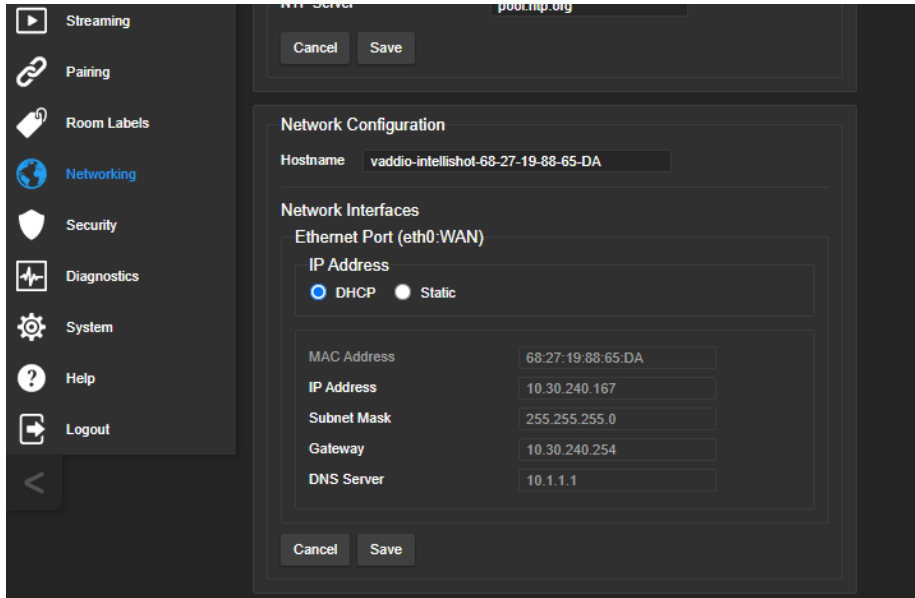 Streaming
Pairing
Room Labels
Networking
Security
Diagnostics
System
Help
Logout
<
NTP Server pool.ntp.org
Cancel Save
Network Configuration
Hostname vaddio-intellishot-68-27-19-88-65-DA
Network Interfaces
Ethernet Port (eth0:WAN)
IP Address
DHCP Static
MAC Address 68:27:19:88:65:DA
IP Address 10.30.240.167
Subnet Mask 255.255.255.0
Gateway 10.30.240.254
DNS Server 10.1.1.1
Cancel Save